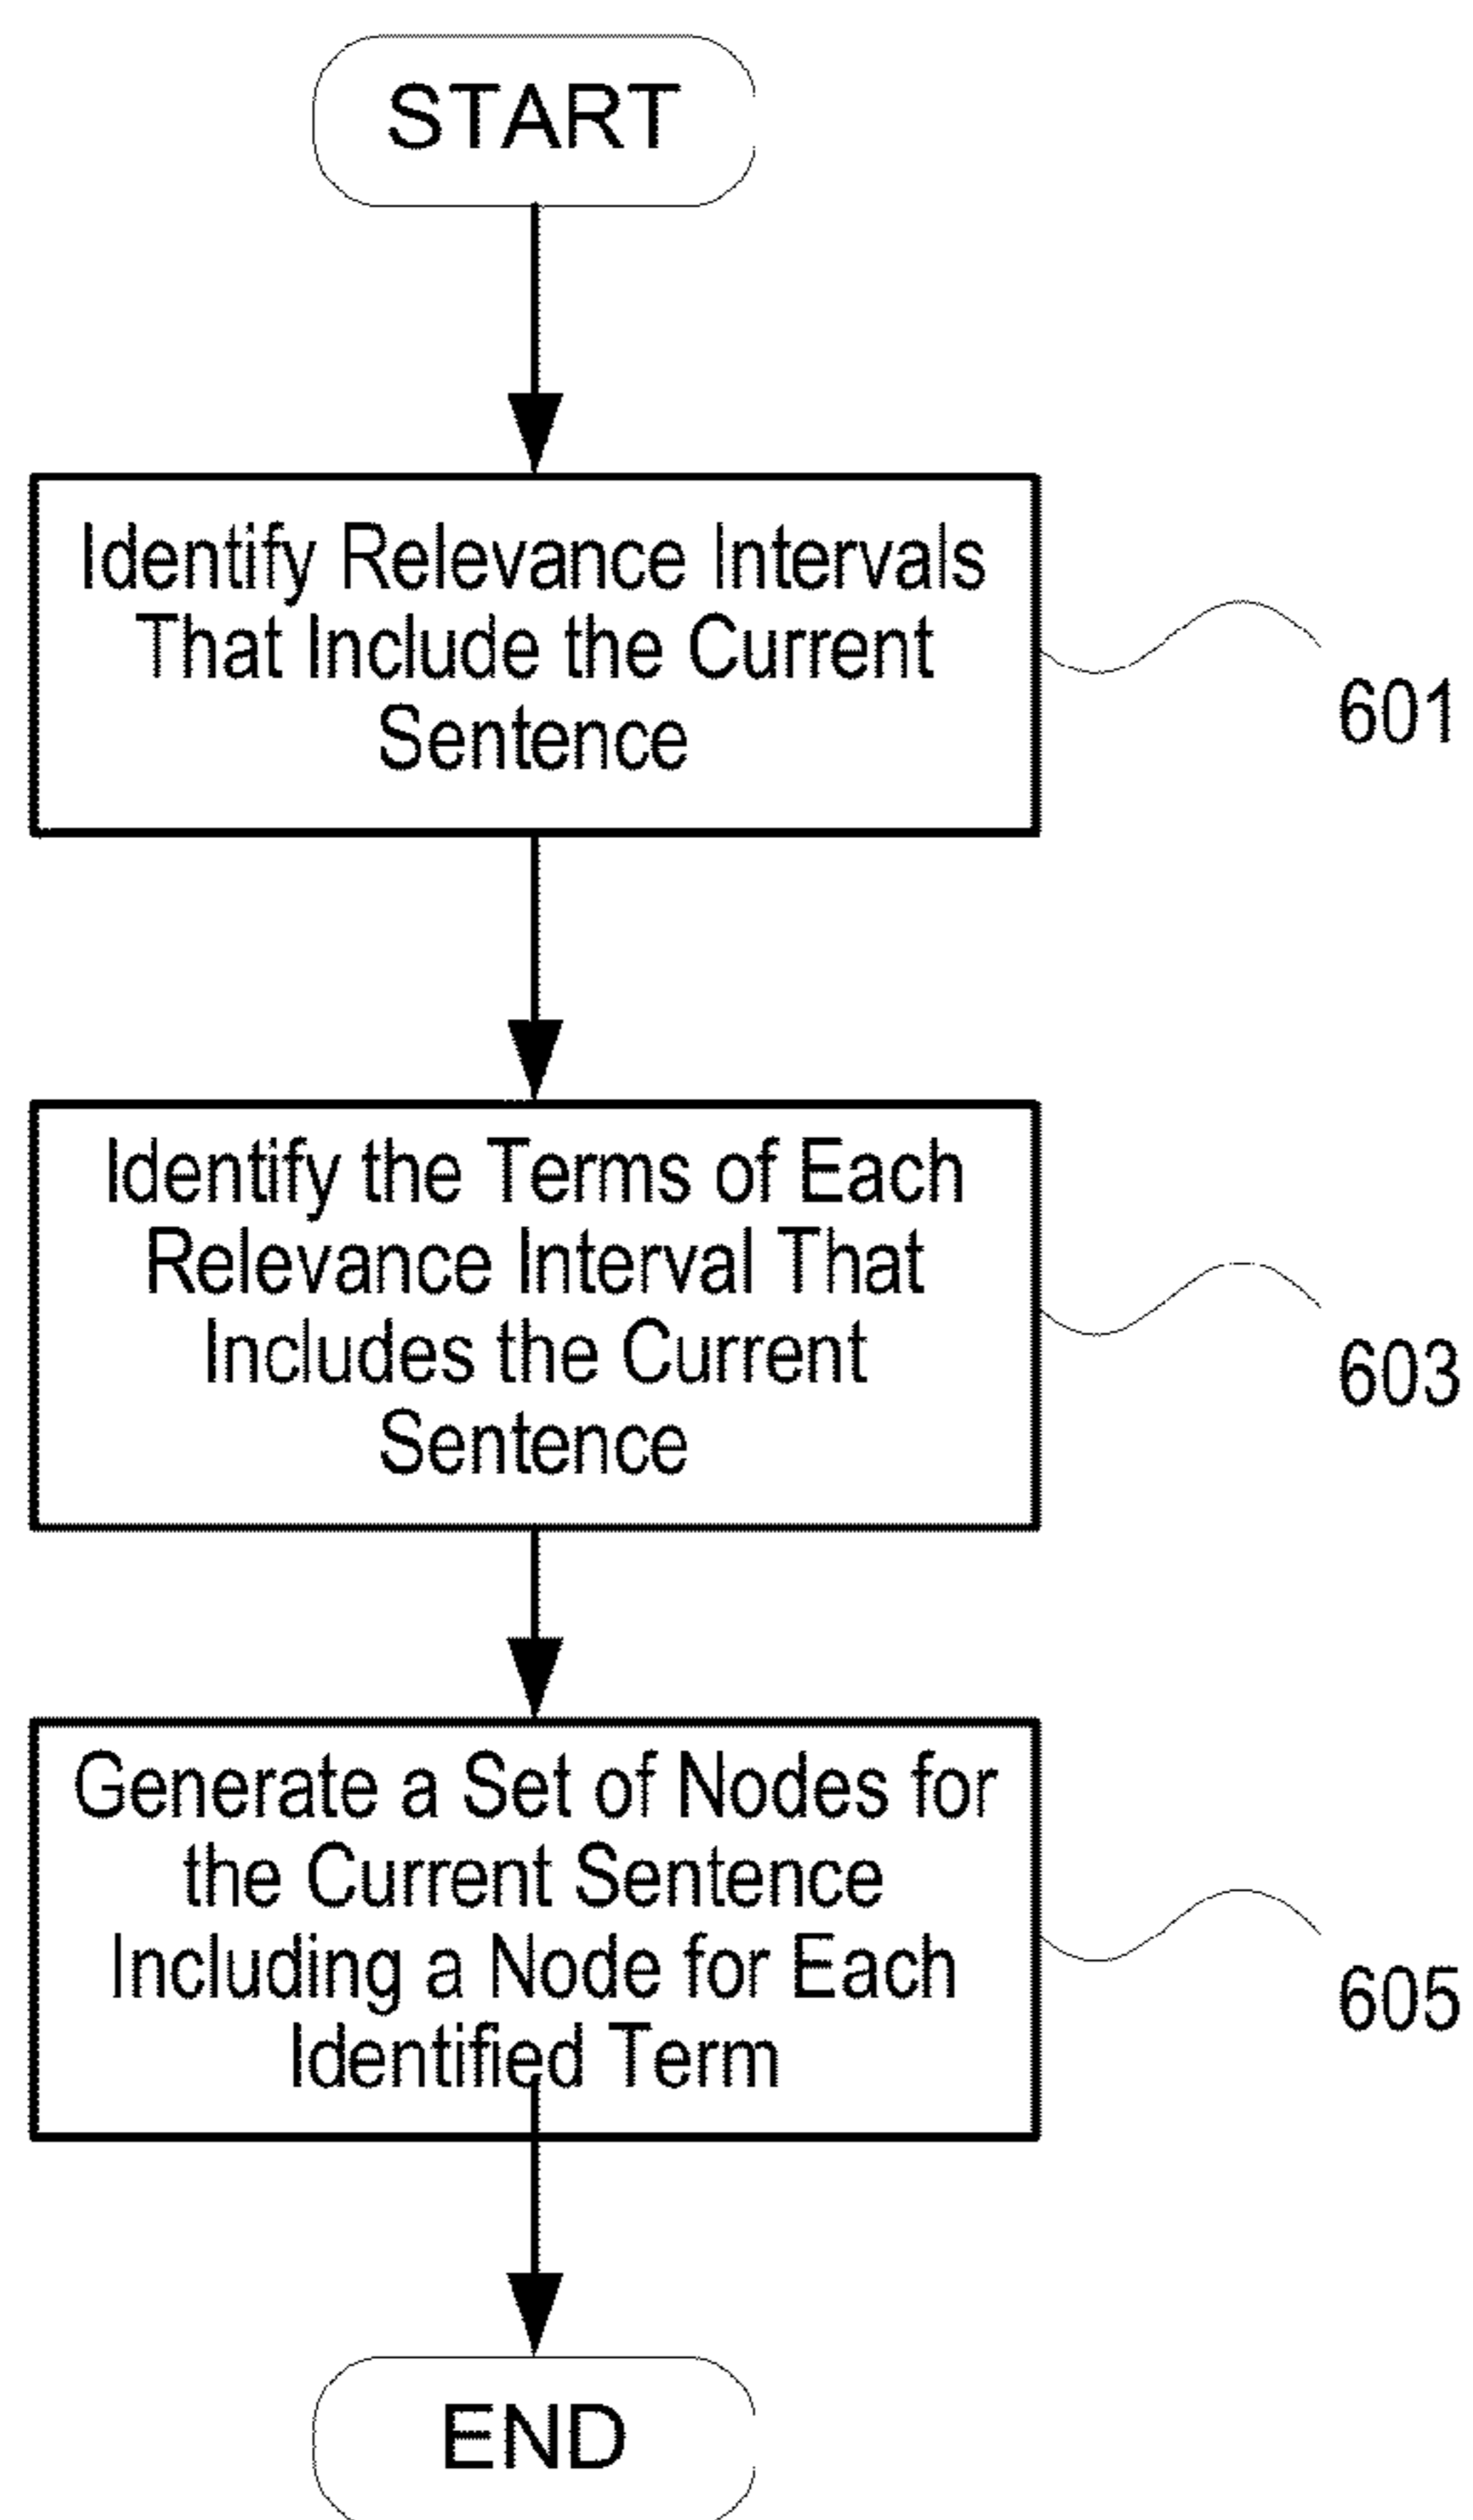 START
Identify Relevance Intervals
That Include the Current
Sentence
601
Identify the Terms of Each
Relevance Interval That
Includes the Current
Sentence
603
Generate a Set of Nodes for
the Current Sentence
Including a Node for Each
Identified Term
605
END